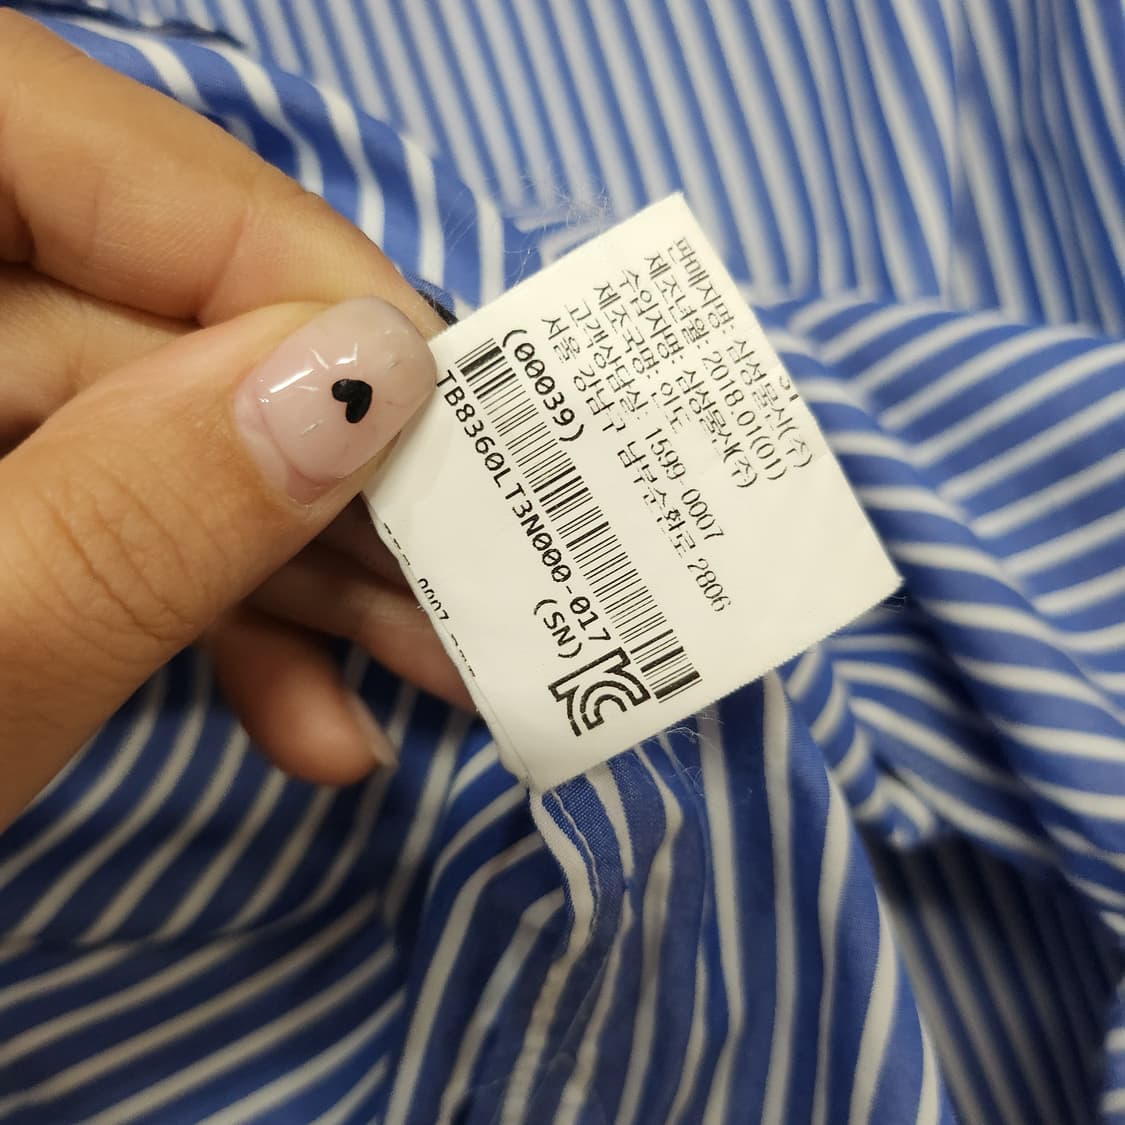 판매자명: 삼성물산(주)
제조년월: 2018.01(01)
수입자명: 삼성물산(주)
제조국명: 인도
고객상담실: 1599-0007
서울 강남구 남부순환로 2806
(00039)
TB8360LT3N000-017
(SN)